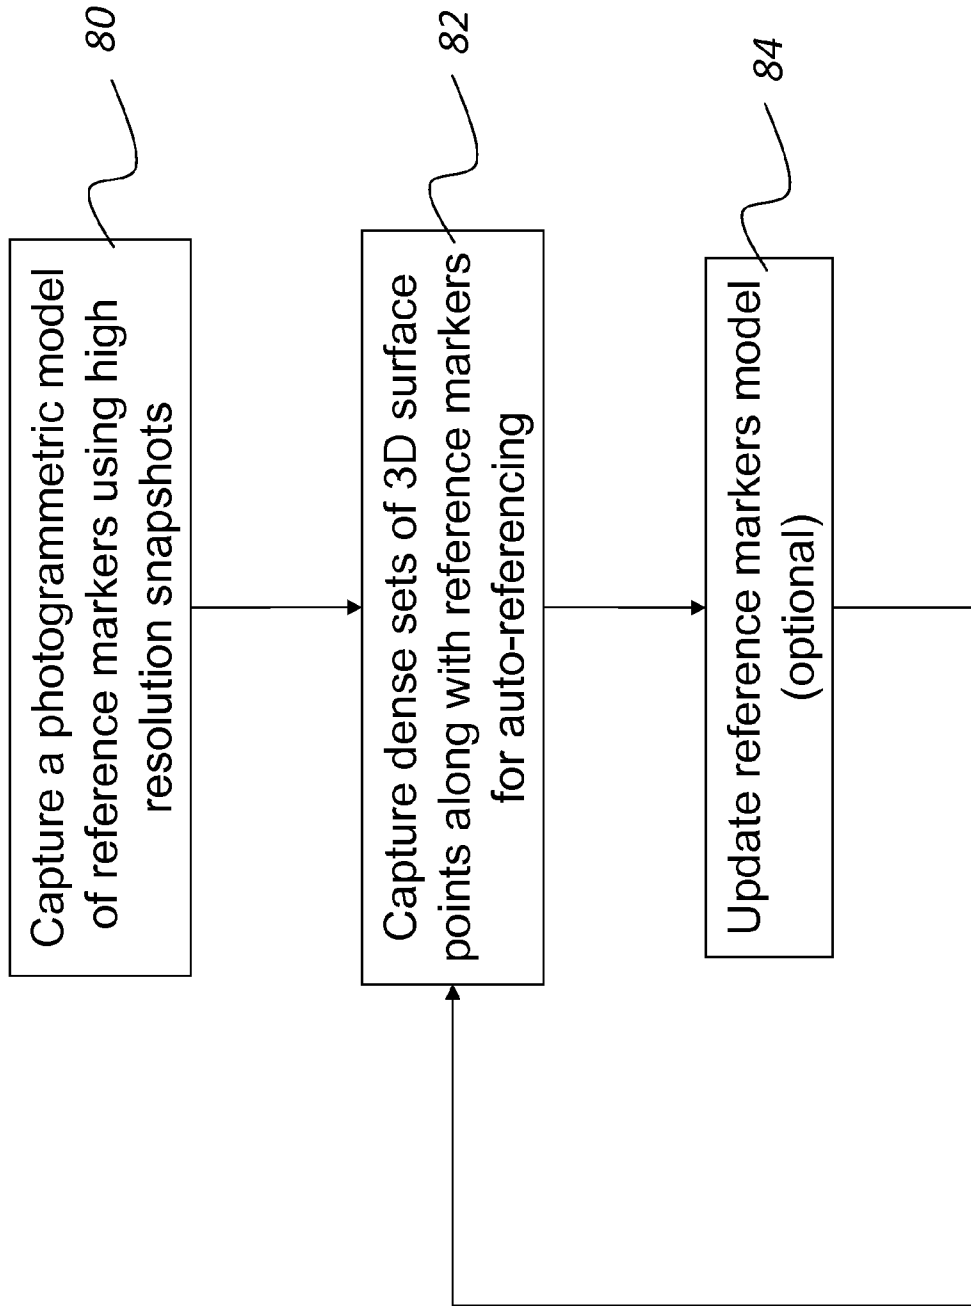 Capture a photogrammetric model
of reference markers using high
resolution snapshots
80
Capture dense sets of 3D surface
points along with reference markers
for auto-referencing
82
Update reference markers model
(optional)
84